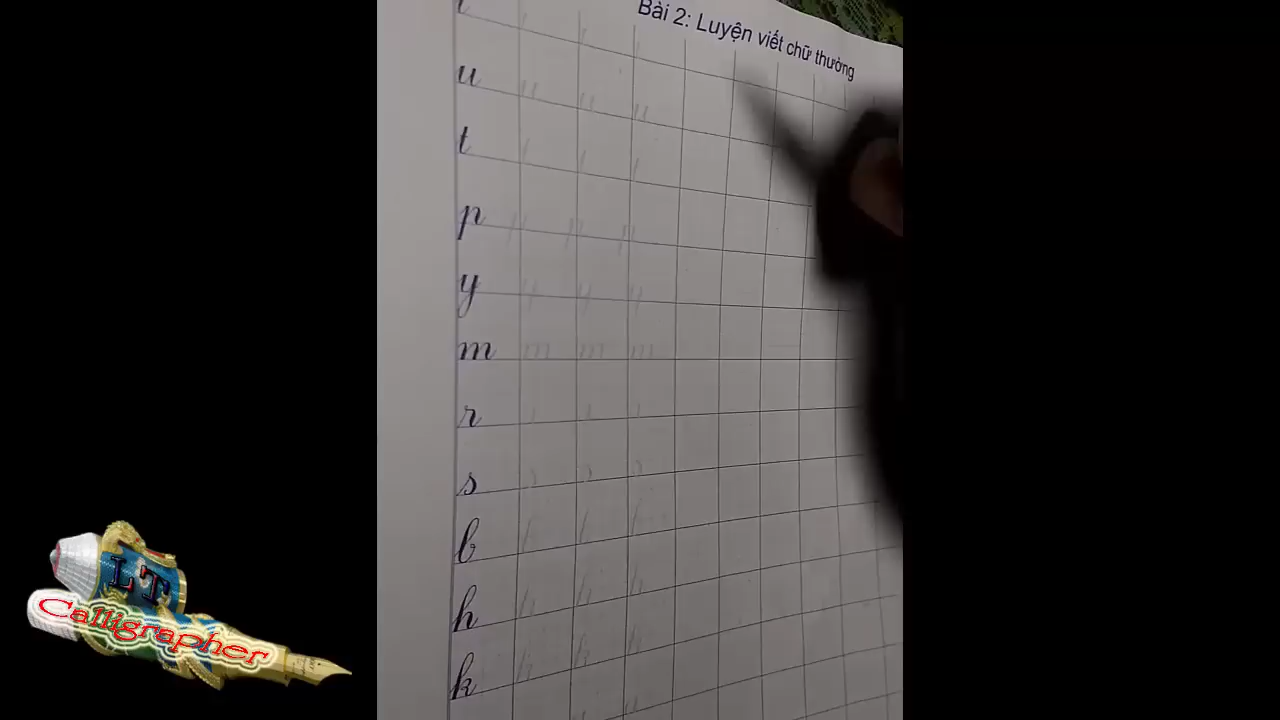 Bài 2: Luyện viết chữ thường
u u u u
t
p p p p
y y y y
m m m m
r
s s s s
b
h h h h
k
LT
Calligrapher